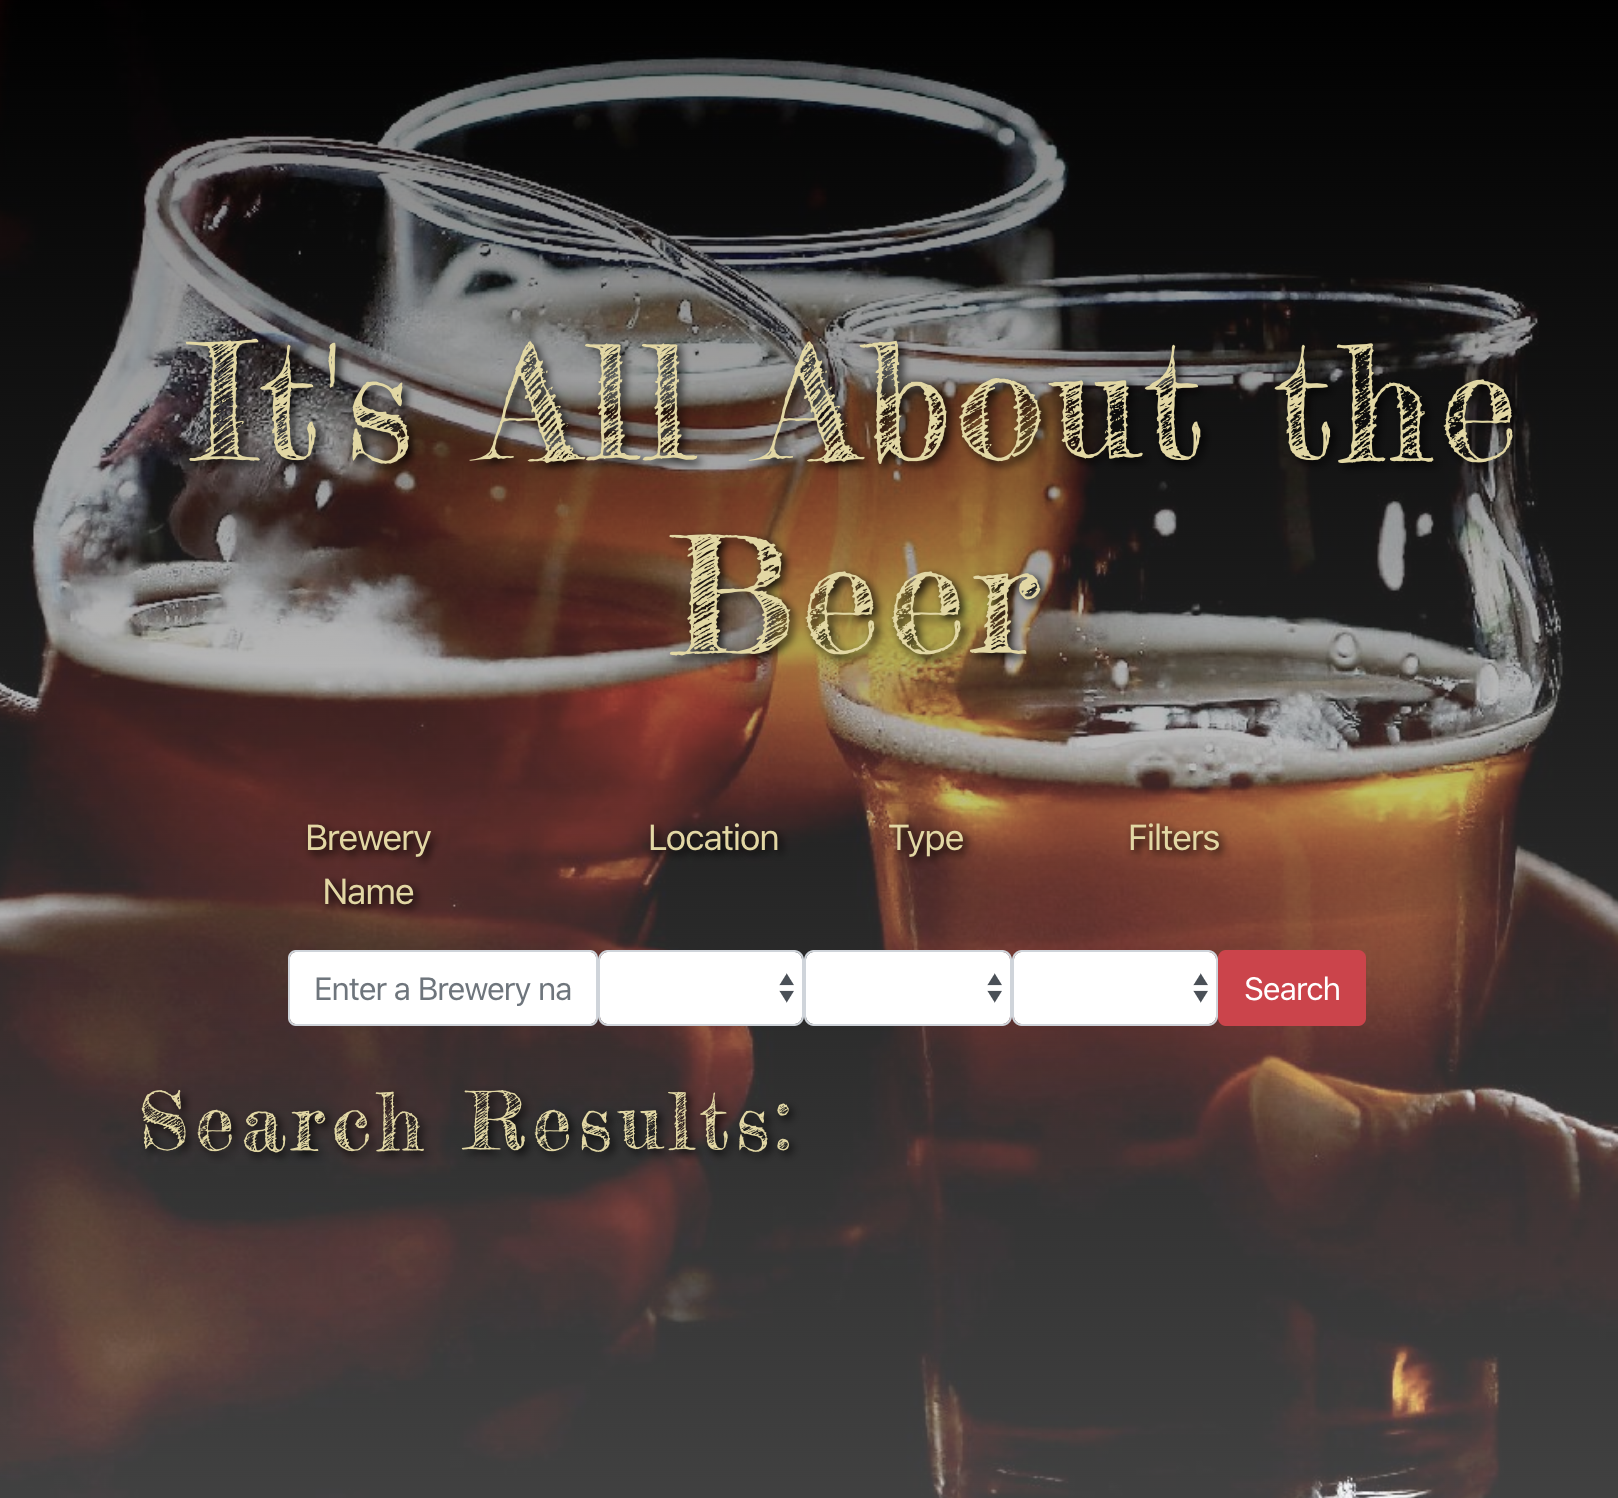 It's All About the
Beer
Brewery Name
Location
Type
Filters
Enter a Brewery na
Search
Search Results: